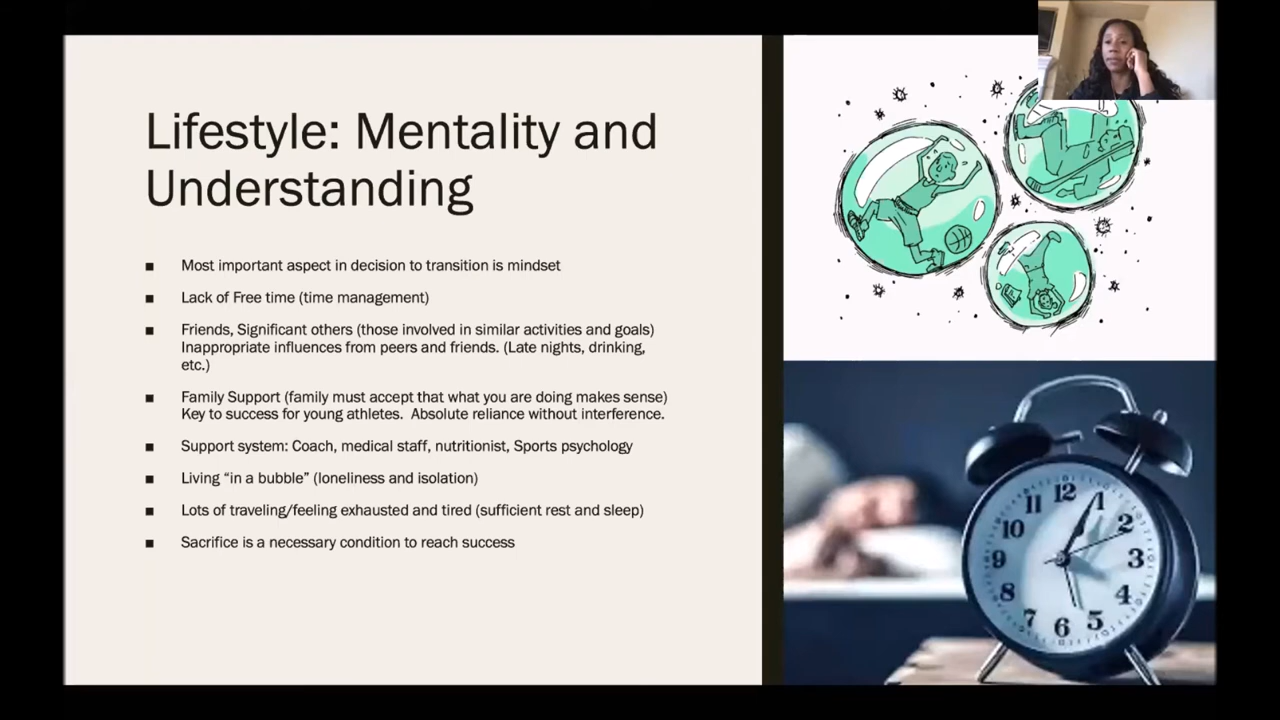 Lifestyle: Mentality and
Understanding
■ Most important aspect in decision to transition is mindset
■ Lack of Free time (time management)
■ Friends, Significant others (those involved in similar activities and goals)
Inappropriate influences from peers and friends. (Late nights, drinking,
etc.)
■ Family Support (family must accept that what you are doing makes sense)
Key to success for young athletes.  Absolute reliance without interference.
■ Support system: Coach, medical staff, nutritionist, Sports psychology
■ Living “in a bubble” (loneliness and isolation)
■ Lots of traveling/feeling exhausted and tired (sufficient rest and sleep)
■ Sacrifice is a necessary condition to reach success
12
11
1
10
2
9
3
8
4
7
5
6